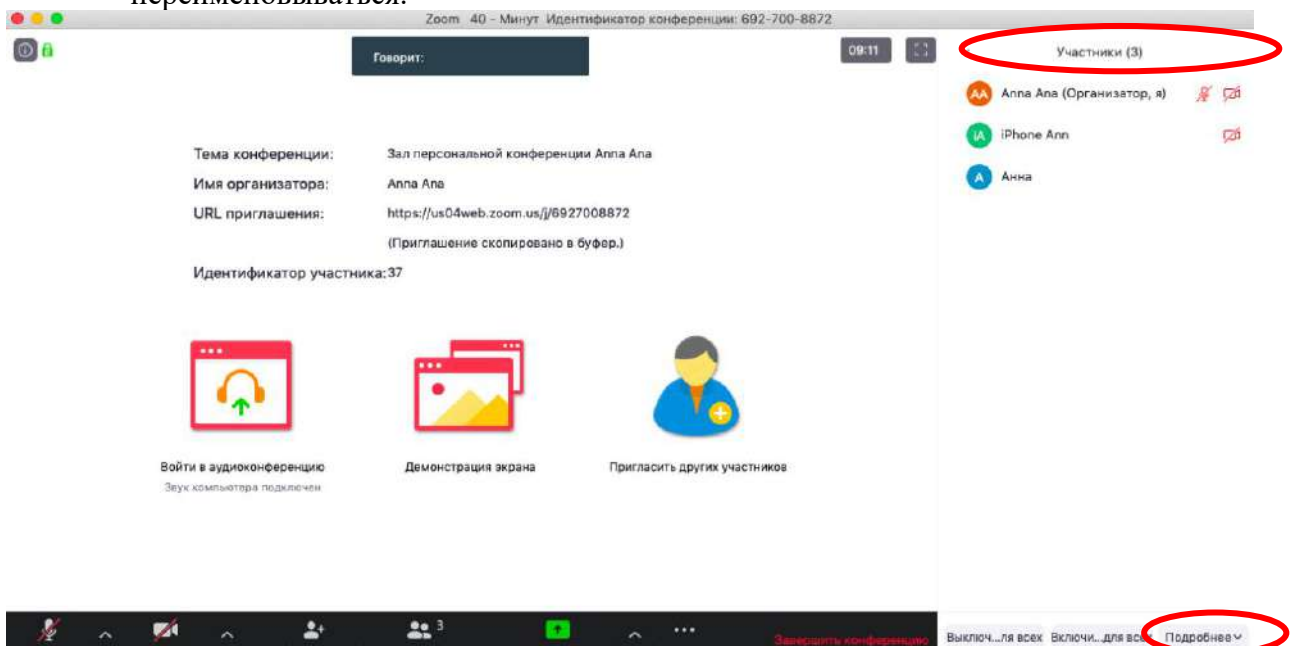 переименовываться.
Zoom 40 - Минут Идентификатор конференции: 692-700-8872
Говорит:
09:11
Участники (3)
AA Anna Ana (Организатор, я)
iA iPhone Ann
А Анна
Тема конференции: Зал персональной конференции Anna Ana
Имя организатора: Anna Ana
URL приглашения: https://us04web.zoom.us/j/6927008872
(Приглашение скопировано в буфер.)
Идентификатор участника:37
Войти в аудиоконференцию
Звук компьютера подключен
Демонстрация экрана
Пригласить других участников
3
Завершить конференцию
Выключ...ля всех Включи...для всех Подробнее